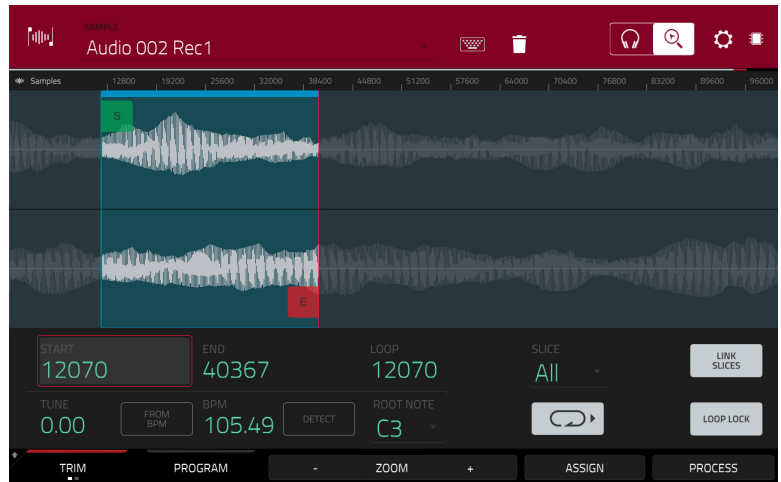 SAMPLE
Audio 002 Rec1
Samples 12800 19200 25600 32000 38400 44800 51200 57600 64000 70400 76800 83200 89600 96000
S
E
START END LOOP SLICE
12070 40367 12070 All
LINK
SLICES
TUNE BPM ROOT NOTE
0.00 FROM
BPM 105.49 DETECT C3 LOOP LOCK
TRIM PROGRAM - ZOOM + ASSIGN PROCESS